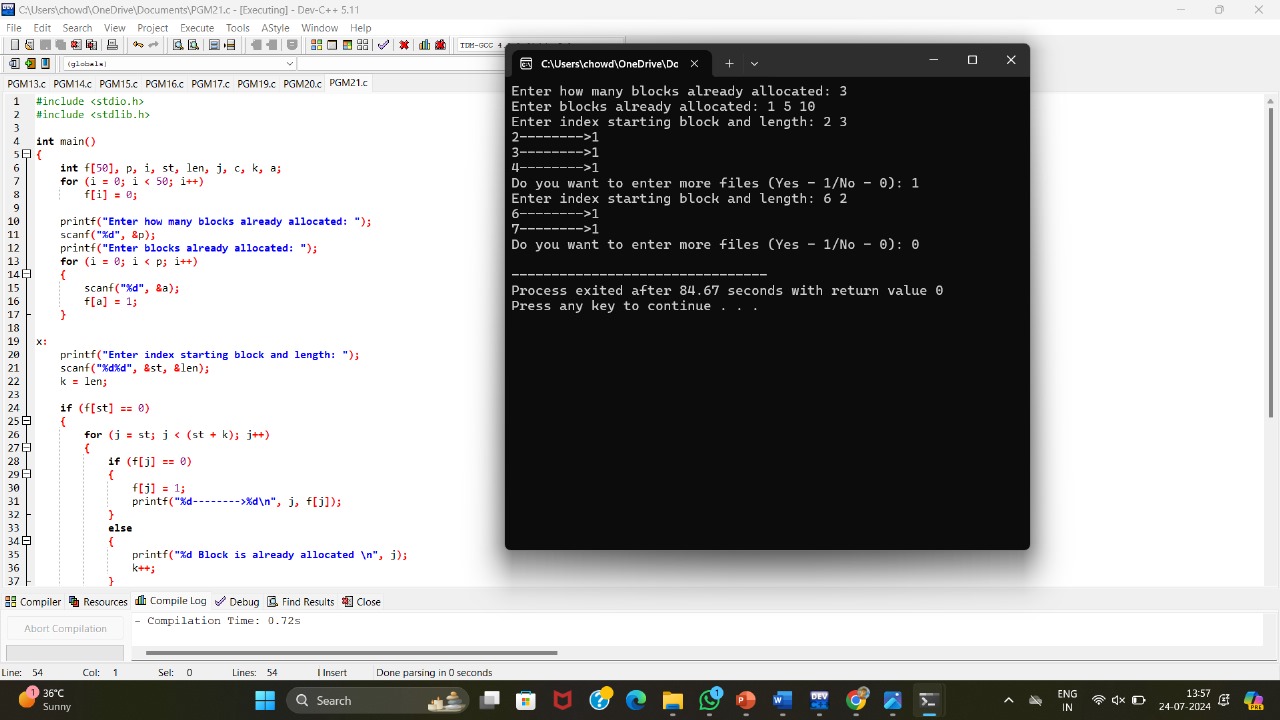 C:\Users\chowd\OneDrive\Documents\PGM21.c - [Executing] - Dev-C++ 5.11
File Edit Search View Project Execute Tools AStyle Window Help
TDM-GCC 4.
(globals)
PGM13.c PGM14.c PGM15.c PGM16.c PGM17.c PGM18.c PGM20.c PGM21.c
1 #include <stdio.h>
2 #include <stdlib.h>
3
4 int main()
5 {
6 int f[50], p, i, st, len, j, c, k, a;
7 for (i = 0; i < 50; i++)
8 f[i] = 0;
9
10 printf("Enter how many blocks already allocated: ");
11 scanf("%d", &p);
12 printf("Enter blocks already allocated: ");
13 for (i = 0; i < p; i++)
14 {
15 scanf("%d", &a);
16 f[a] = 1;
17 }
18
19 x:
20 printf("Enter index starting block and length: ");
21 scanf("%d%d", &st, &len);
22 k = len;
23
24 if (f[st] == 0)
25 {
26 for (j = st; j < (st + k); j++)
27 {
28 if (f[j] == 0)
29 {
30 f[j] = 1;
31 printf("%d-------->%d\n", j, f[j]);
32 }
33 else
34 {
35 printf("%d Block is already allocated \n", j);
36 k++;
37 }
C:\Users\chowd\OneDrive\Do
Enter how many blocks already allocated: 3
Enter blocks already allocated: 1 5 10
Enter index starting block and length: 2 3
2-------->1
3-------->1
4-------->1
Do you want to enter more files (Yes - 1/No - 0): 1
Enter index starting block and length: 6 2
6-------->1
7-------->1
Do you want to enter more files (Yes - 1/No - 0): 0
--------------------------------
Process exited after 84.67 seconds with return value 0
Press any key to continue . . .
Compiler Resources Compile Log Debug Find Results Close
Abort Compilation
- Compilation Time: 0.72s
Line: 54 Col: 1 Sel: 0 Lines: 54 Insert Done parsing in 0 seconds
1
36°C
Sunny
Search
1
DEV
C++
ENG
IN
13:57
24-07-2024
PRE